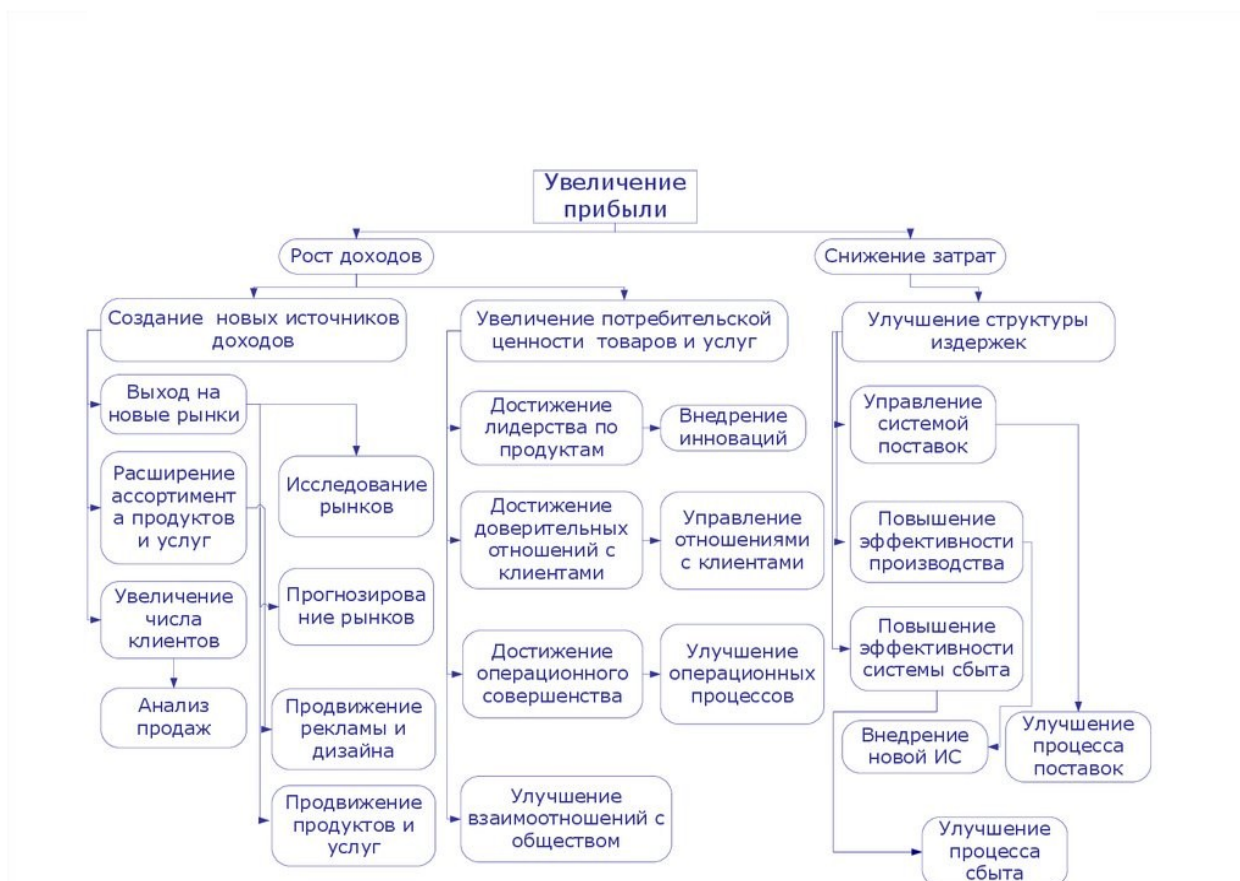 Увеличение
прибыли
Рост доходов
Снижение затрат
Создание новых источников
доходов
Увеличение потребительской
ценности товаров и услуг
Улучшение структуры
издержек
Выход на
новые рынки
Расширение
ассортимент
а продуктов
и услуг
Увеличение
числа
клиентов
Анализ
продаж
Исследование
рынков
Прогнозирова
ние рынков
Продвижение
рекламы и
дизайна
Продвижение
продуктов и
услуг
Достижение
лидерства по
продуктам
Внедрение
инноваций
Достижение
доверительных
отношений с
клиентами
Управление
отношениями
с клиентами
Достижение
операционного
совершенства
Улучшение
операционных
процессов
Улучшение
взаимоотношений с
обществом
Управление
системой
поставок
Повышение
эффективности
производства
Повышение
эффективности
системы сбыта
Внедрение
новой ИС
Улучшение
процесса
поставок
Улучшение
процесса
сбыта